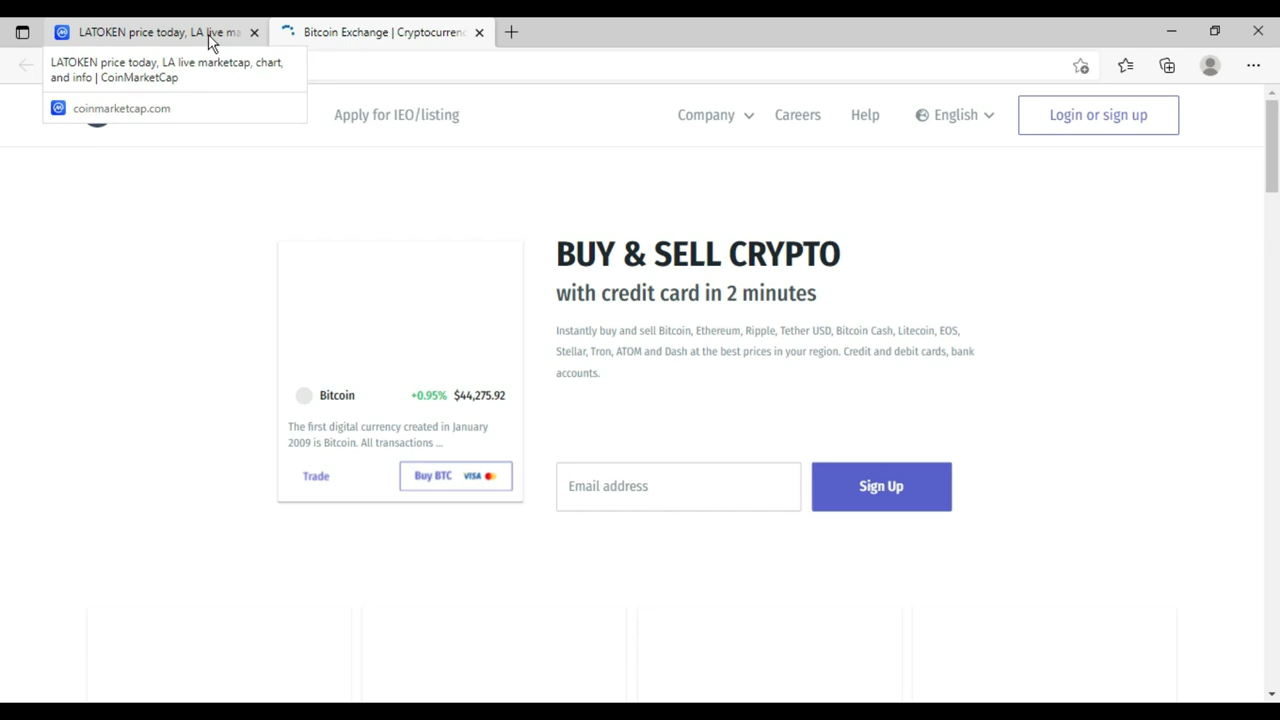 LATOKEN price today, LA live ma
Bitcoin Exchange | Cryptocurrenc
LATOKEN price today, LA live marketcap, chart,
and info | CoinMarketCap
coinmarketcap.com
Apply for IEO/listing
Company
Careers
Help
English
Login or sign up
BUY & SELL CRYPTO
with credit card in 2 minutes
Instantly buy and sell Bitcoin, Ethereum, Ripple, Tether USD, Bitcoin Cash, Litecoin, EOS,
Stellar, Tron, ATOM and Dash at the best prices in your region. Credit and debit cards, bank
accounts.
Bitcoin +0.95% $44,275.92
The first digital currency created in January
2009 is Bitcoin. All transactions ...
Trade
Buy BTC VISA
Email address
Sign Up